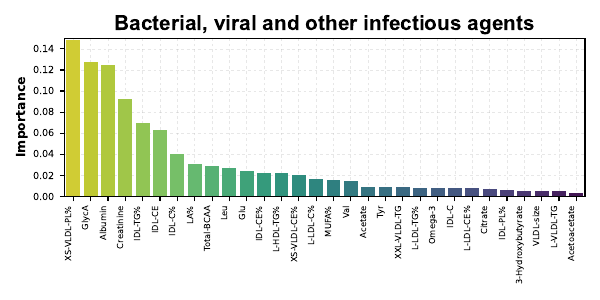 Bacterial, viral and other infectious agents
Importance
0.14
0.12
0.10
0.08
0.06
0.04
0.02
0.00
XS-VLDL-PL%
GlycA
Albumin
Creatinine
IDL-TG%
IDL-CE
IDL-C%
LA%
Total-BCAA
Leu
Glu
IDL-CE%
L-HDL-TG%
XS-VLDL-CE%
L-LDL-C%
MUFA%
Val
Acetate
Tyr
XXL-VLDL-TG
L-LDL-TG%
Omega-3
IDL-C
L-LDL-CE%
Citrate
IDL-PL%
3-Hydroxybutyrate
VLDL-size
L-VLDL-TG
Acetoacetate